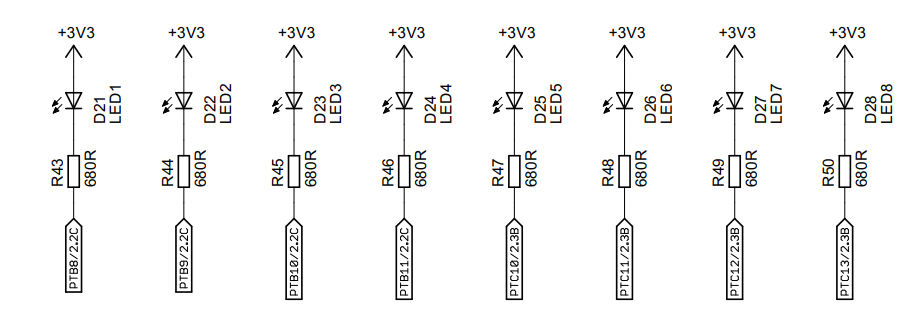 +3V3 +3V3 +3V3 +3V3 +3V3 +3V3 +3V3 +3V3
D21 D22 D23 D24 D25 D26 D27 D28
LED1 LED2 LED3 LED4 LED5 LED6 LED7 LED8
R43 R44 R45 R46 R47 R48 R49 R50
680R 680R 680R 680R 680R 680R 680R 680R
PTB8/2.2C PTB9/2.2C PTB10/2.2C PTB11/2.2C PTC10/2.3B PTC11/2.3B PTC12/2.3B PTC13/2.3B